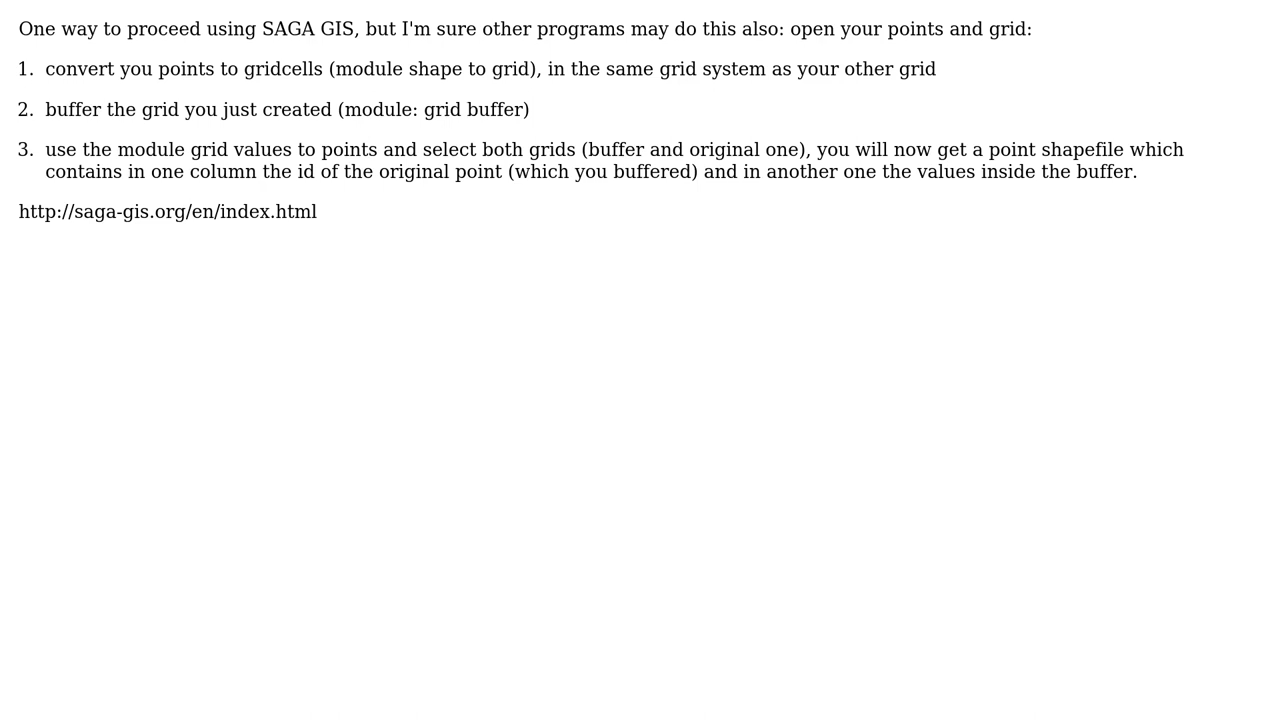 One way to proceed using SAGA GIS, but I'm sure other programs may do this also: open your points and grid:
1. convert you points to gridcells (module shape to grid), in the same grid system as your other grid
2. buffer the grid you just created (module: grid buffer)
3. use the module grid values to points and select both grids (buffer and original one), you will now get a point shapefile which
contains in one column the id of the original point (which you buffered) and in another one the values inside the buffer.
http://saga-gis.org/en/index.html